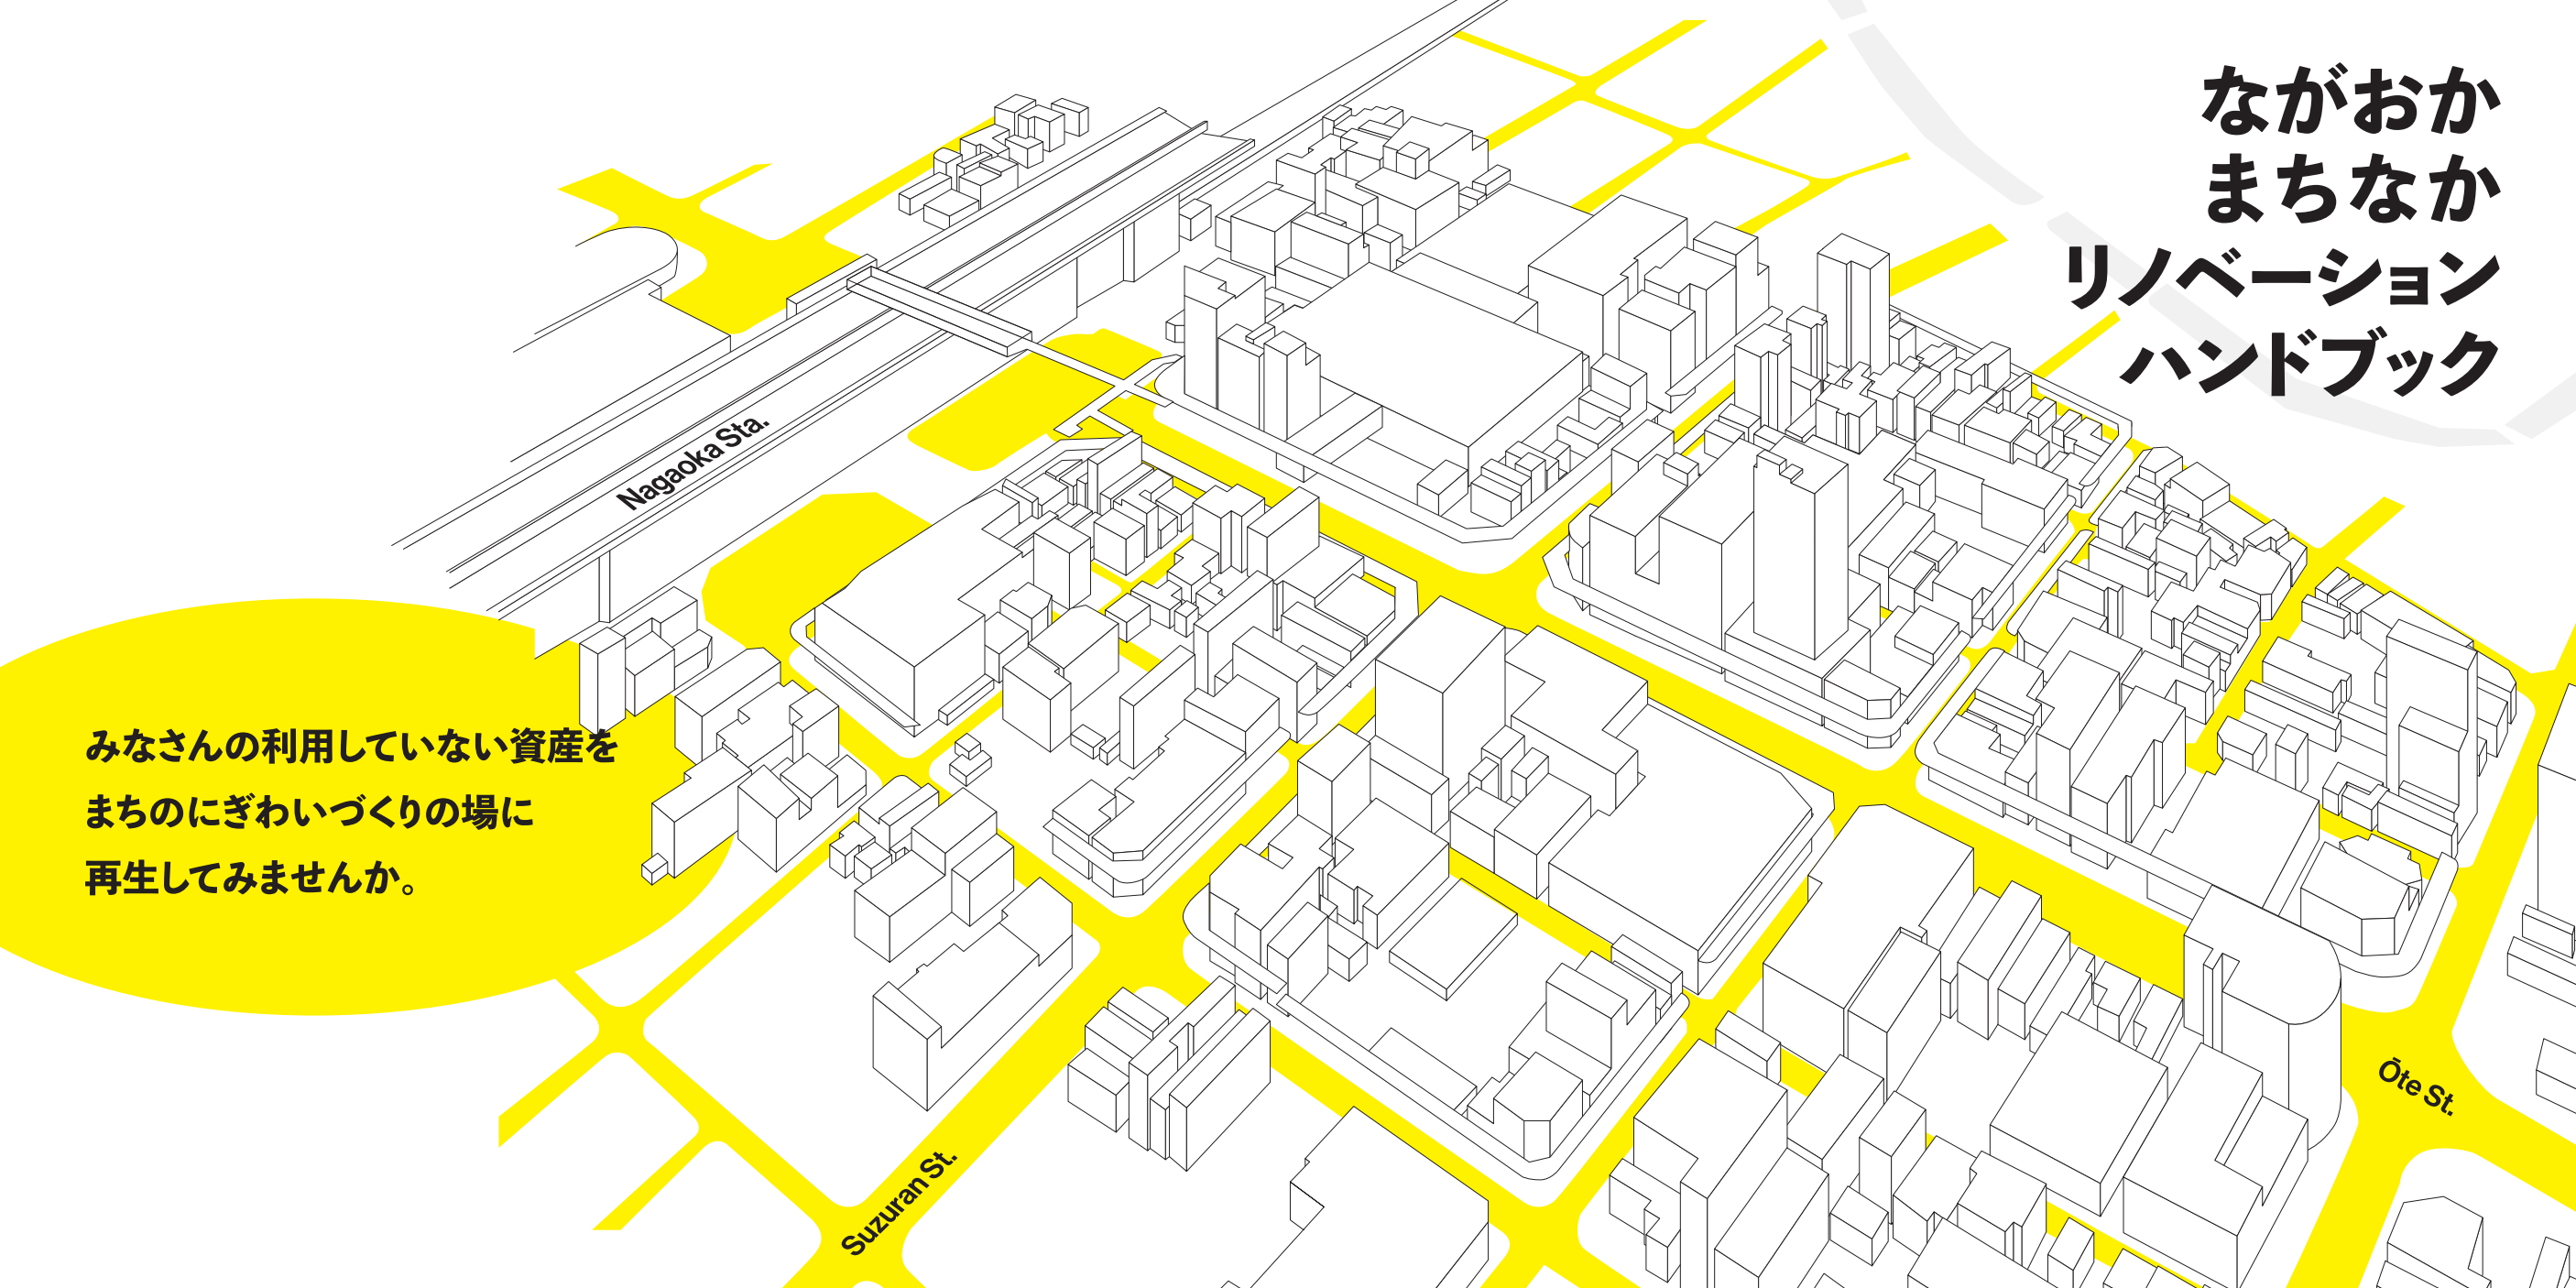 ながおか
まちなか
リノベーション
ハンドブック
Nagaoka Sta.
みなさんの利用していない資産を
まちのにぎわいづくりの場に
再生してみませんか。
Suzuran St.
Ōte St.